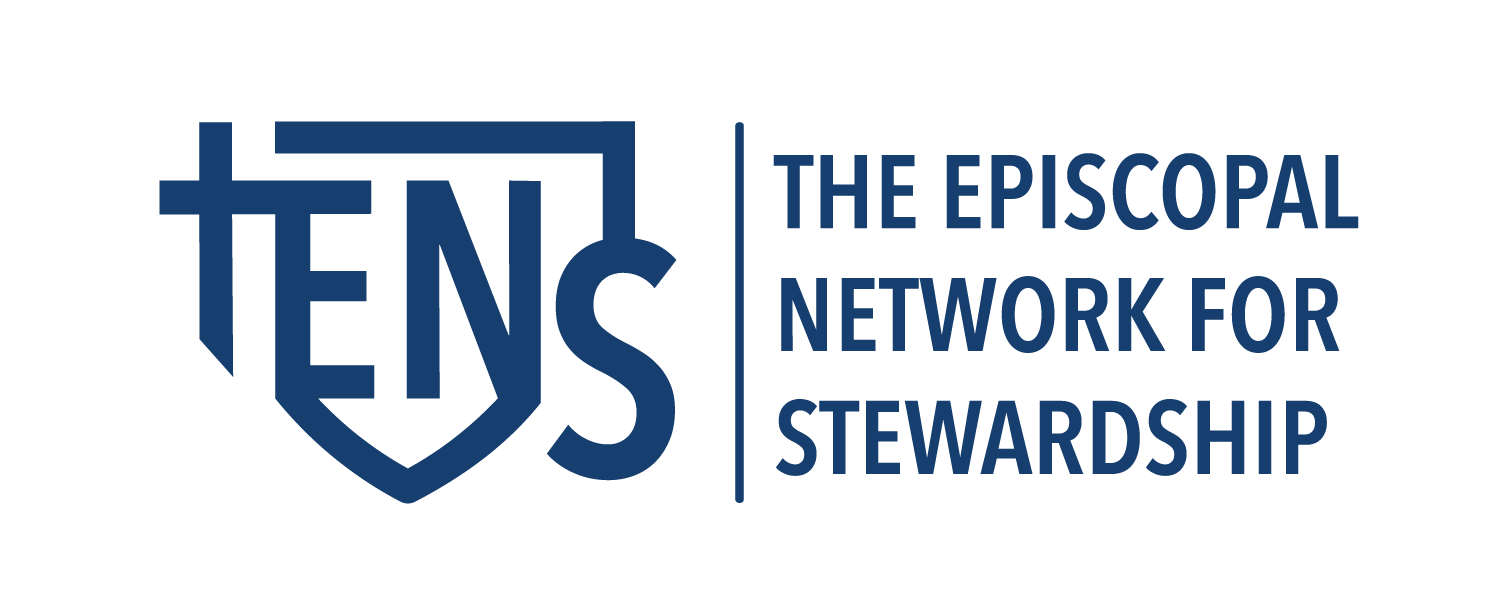 tENS
THE EPISCOPAL
NETWORK FOR
STEWARDSHIP